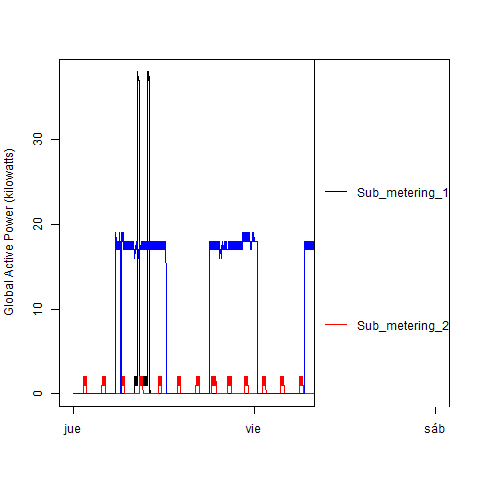 Global Active Power (kilowatts)
30
20
10
0
Sub_metering_1
Sub_metering_2
jue
vie
sáb